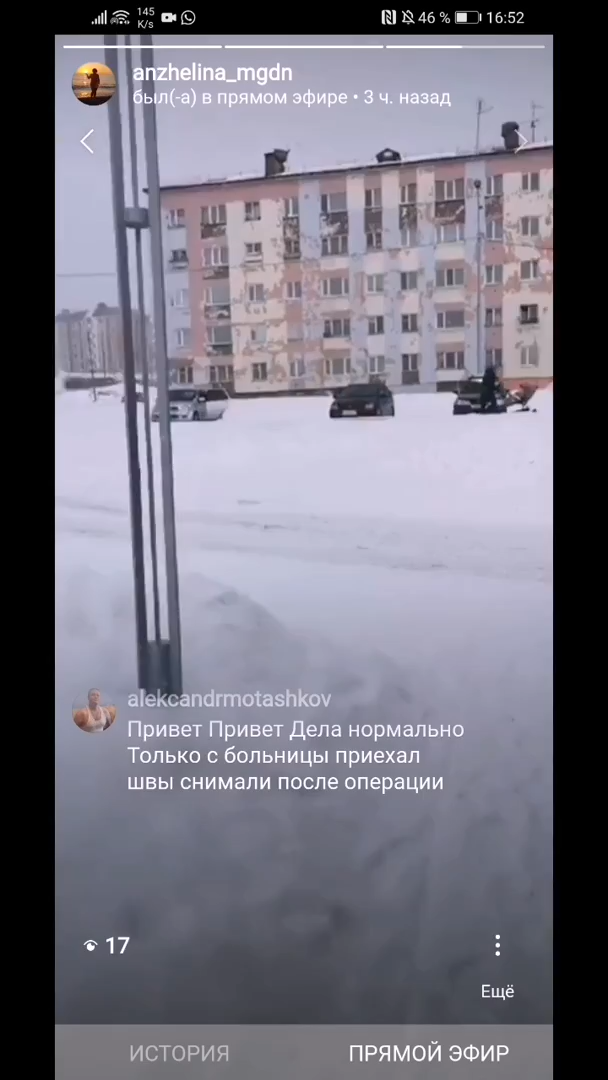 145
K/s
46 %
16:52
anzhelina_mgdn
был(-а) в прямом эфире • 3 ч. назад
alekcandrmotashkov
Привет Привет Дела нормально
Только с больницы приехал
швы снимали после операции
17
Ещё
ИСТОРИЯ
ПРЯМОЙ ЭФИР